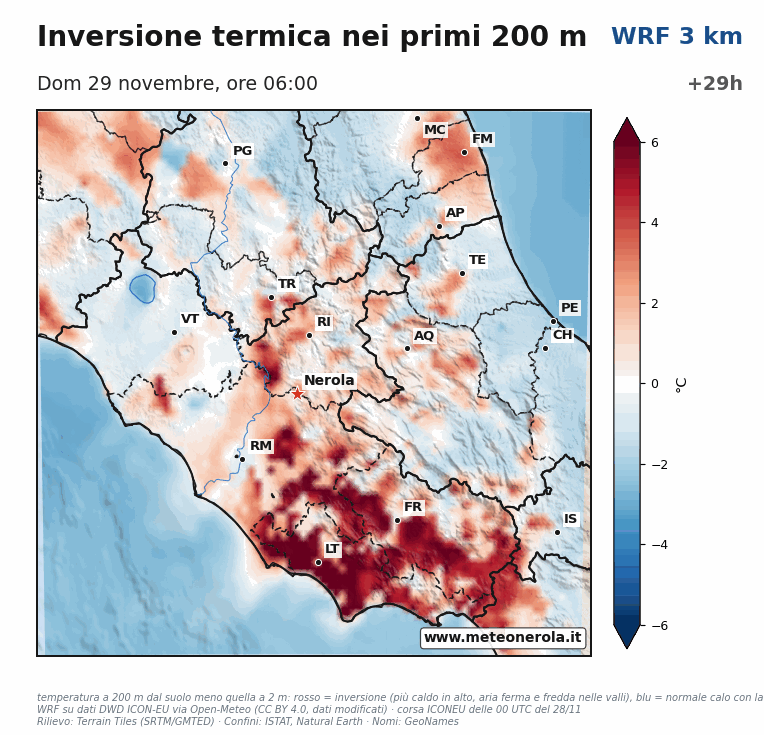 Inversione termica nei primi 200 m WRF 3 km
Dom 29 novembre, ore 06:00 +29h
MC
FM
PG
AP
TE
TR
PE
VT
RI
AQ
CH
Nerola
RM
FR
IS
LT
www.meteonerola.it
6
4
2
0
−2
−4
−6
°C
temperatura a 200 m dal suolo meno quella a 2 m: rosso = inversione (più caldo in alto, aria ferma e fredda nelle valli), blu = normale calo con la
WRF su dati DWD ICON-EU via Open-Meteo (CC BY 4.0, dati modificati) · corsa ICONEU delle 00 UTC del 28/11
Rilievo: Terrain Tiles (SRTM/GMTED) · Confini: ISTAT, Natural Earth · Nomi: GeoNames